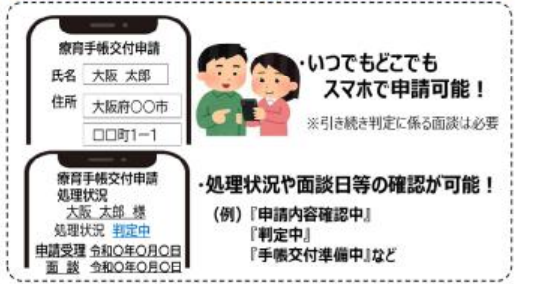 療育手帳交付申請
氏名 大阪 太郎
住所 大阪府〇〇市
□□町1−1
・いつでもどこでも
スマホで申請可能！
※引き続き判定に係る面談は必要
療育手帳交付申請
処理状況
大阪 太郎 様
処理状況 判定中
申請受理 令和〇年〇月〇日
面 談 令和〇年〇月〇日
・処理状況や面談日等の確認が可能！
（例）『申請内容確認中』
『判定中』
『手帳交付準備中』など